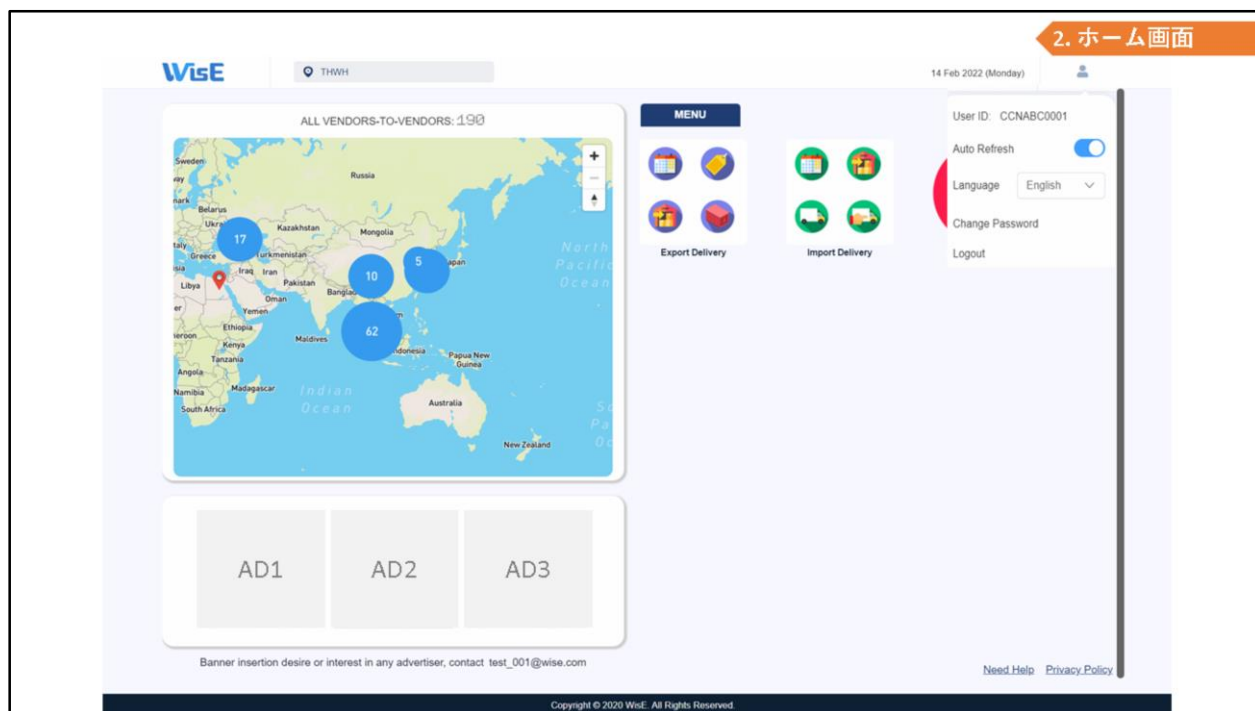 2. ホーム画面
WisE
THWH
14 Feb 2022 (Monday)
ALL VENDORS-TO-VENDORS: 190
MENU
User ID: CCNABC0001
Auto Refresh
Language English
Change Password
Logout
Export Delivery
Import Delivery
Sweden
Russia
Belarus
Kazakhstan
Mongolia
17
Greece
Turkmenistan
North
Pacific
Ocean
5
10
Iraq
Iran
Libya
Pakistan
Oman
Yemen
62
Ethiopia
Maldives
Kenya
Tanzania
Papua New
Guinea
Angola
Namibia
Madagascar
Indian
Ocean
South Africa
Australia
New Zealand
AD1
AD2
AD3
Banner insertion desire or interest in any advertiser, contact test_001@wise.com
Need Help
Privacy Policy
Copyright © 2020 WisE. All Rights Reserved.